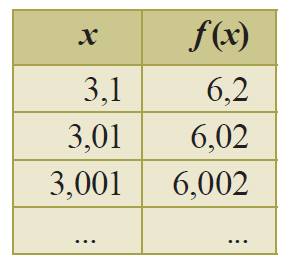 x f(x)
3,1 6,2
3,01 6,02
3,001 6,002
... ...